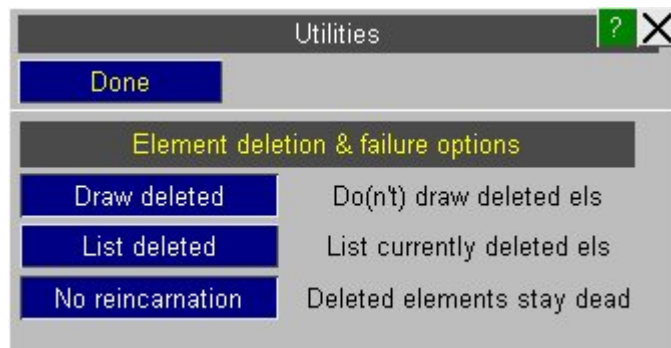 Utilities ? X
Done
Element deletion & failure options
Draw deleted Do(n't) draw deleted els
List deleted List currently deleted els
No reincarnation Deleted elements stay dead